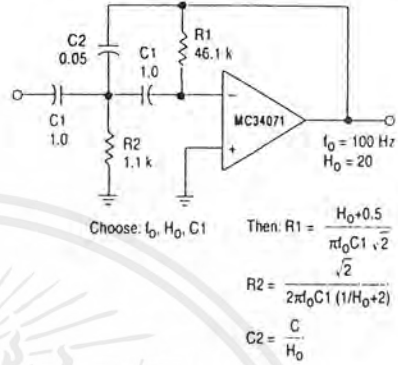 C2
0.05
C1
1.0
R1
46.1 k
C1
1.0
R2
1.1 k
−
MC34071
+
f₀ = 100 Hz
H₀ = 20
Choose: f₀, H₀, C1
Then: R1 = H₀+0.5 / πf₀C1 √2
R2 = √2 / 2πf₀C1 (1/H₀+2)
C2 = C / H₀